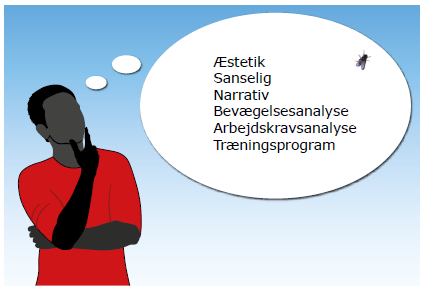 Æstetik
Sanselig
Narrativ
Bevægelsesanalyse
Arbejdskravsanalyse
Træningsprogram